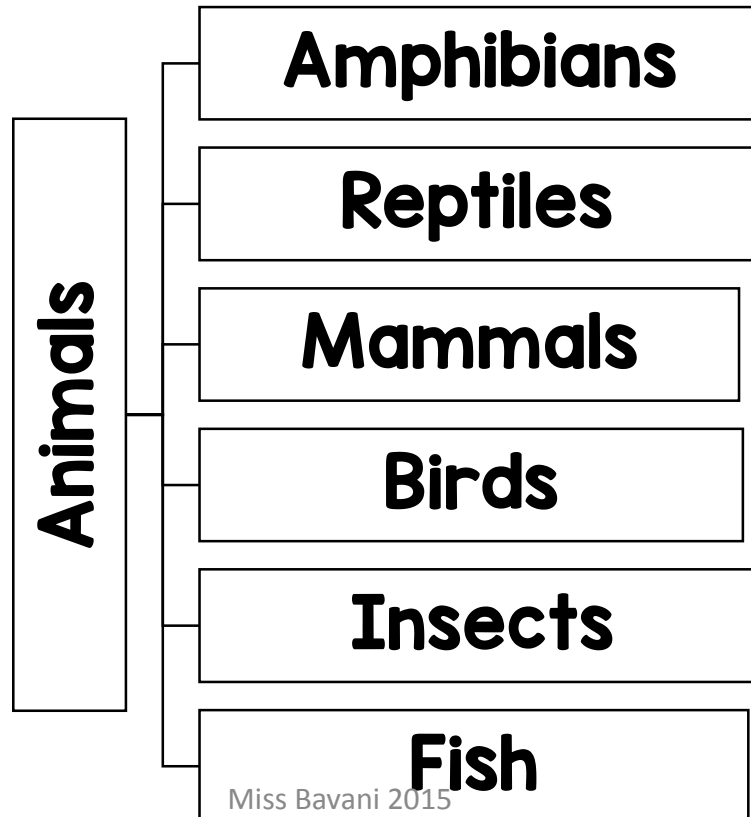 Animals
Amphibians
Reptiles
Mammals
Birds
Insects
Fish
Miss Bavani 2015